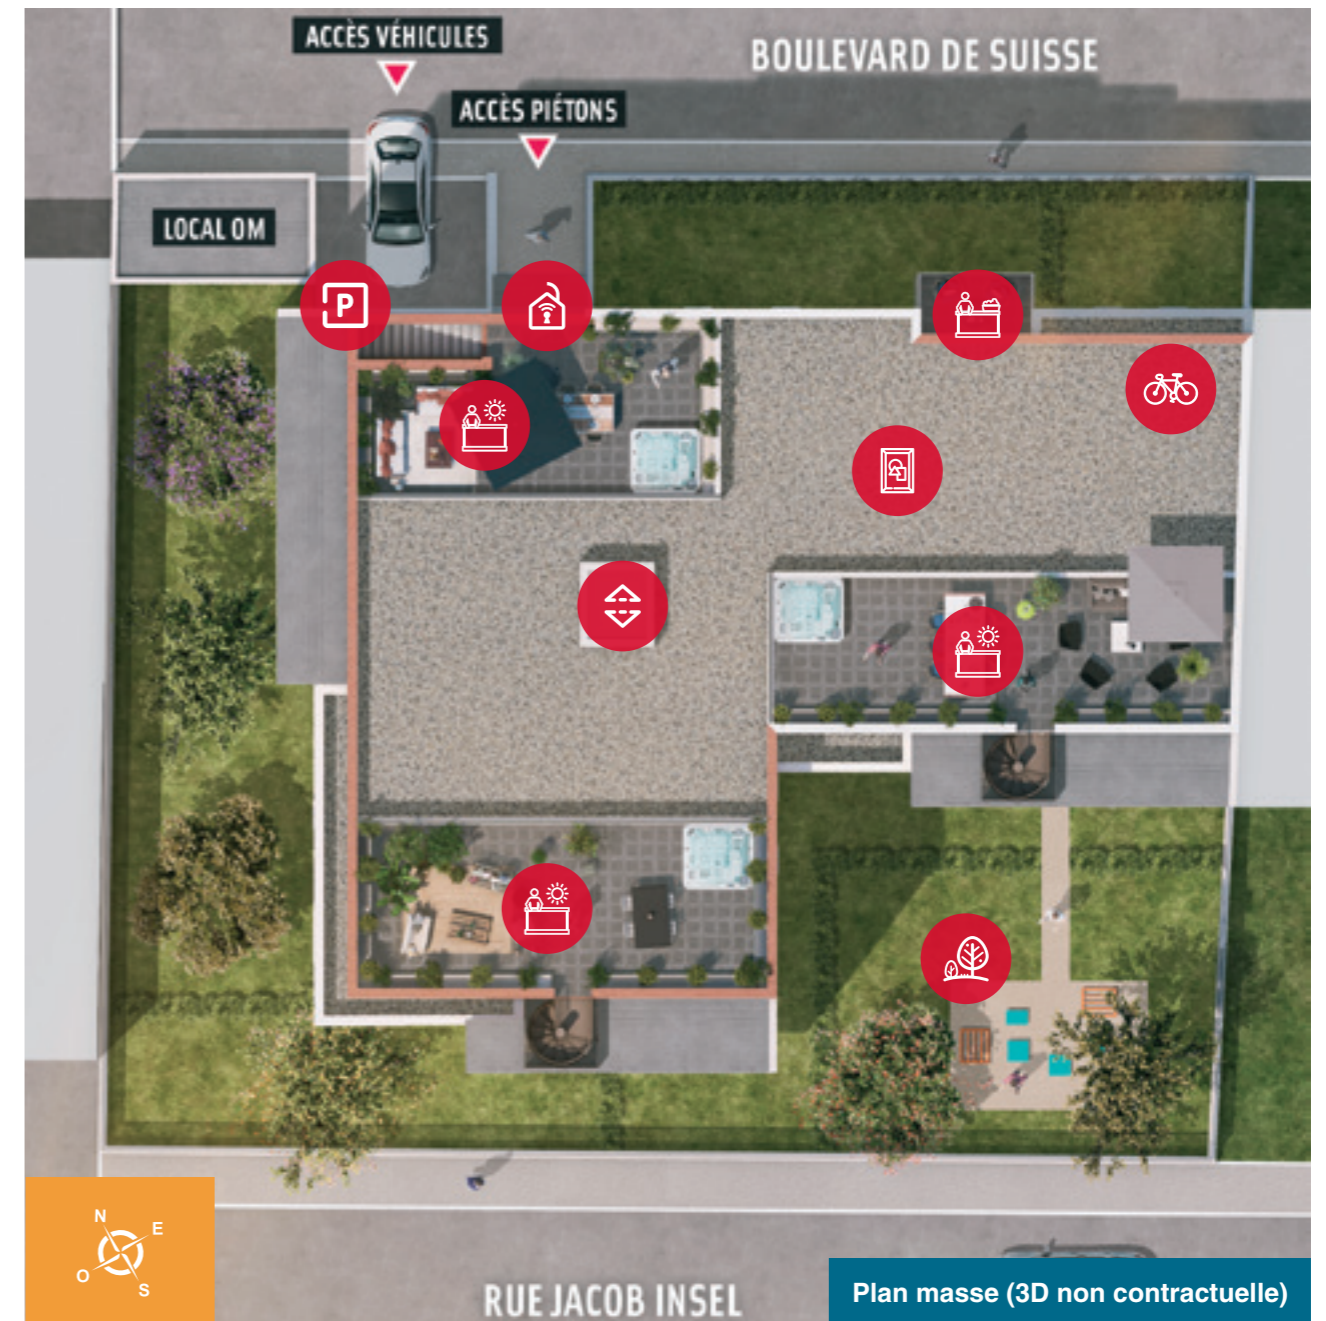 ACCÈS VÉHICULES
BOULEVARD DE SUISSE
ACCÈS PIÉTONS
LOCAL OM
P
N
E
O
S
RUE JACOB INSEL
Plan masse (3D non contractuelle)